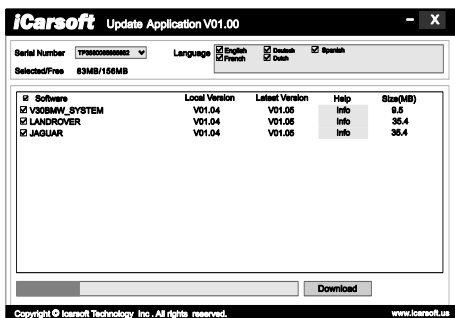 iCarsoft Update Application V01.00 - X
Serial Number Language English Deutsch Spanish
French Dutch
Selected/Free 83MB/156MB
Software Local Version Latest Version Help Size(MB)
V30BMW_SYSTEM V01.04 V01.05 Info 9.5
LANDROVER V01.04 V01.05 Info 35.4
JAGUAR V01.04 V01.05 Info 35.4
Download
Copyright © Icarsoft Technology Inc . All rights reserved. www.icarsoft.us